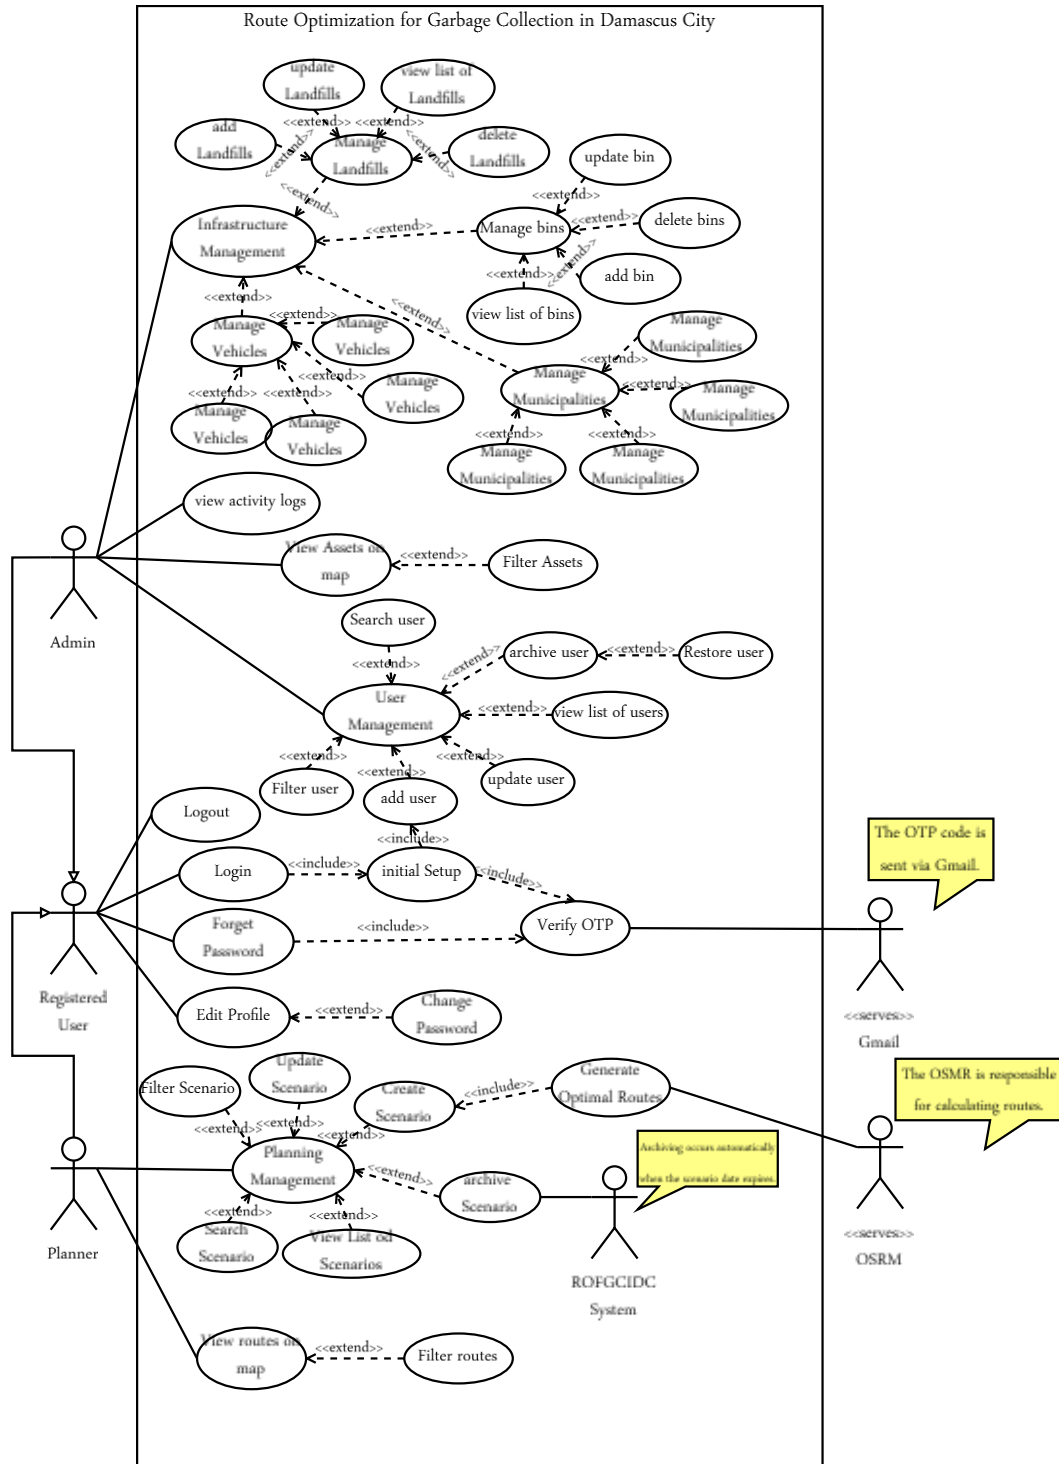 Route Optimization for Garbage Collection in Damascus City
update
Landfills
view list of
Landfills
<<extend>>
<<extend>>
add
Landfills
<<extend>>
Manage
Landfills
<<extend>>
delete
Landfills
<<extend>>
update bin
<<extend>>
Infrastructure
Management
<<extend>>
Manage bins
<<extend>>
delete bins
<<extend>>
add bin
<<extend>>
view list of bins
<<extend>>
<<extend>>
Manage
Vehicles
<<extend>>
Manage
Vehicles
<<extend>>
Manage
Vehicles
<<extend>>
<<extend>>
Manage
Vehicles
Manage
Vehicles
Manage
Municipalities
<<extend>>
Manage
Municipalities
<<extend>>
Manage
Municipalities
<<extend>>
<<extend>>
Manage
Municipalities
Manage
Municipalities
view activity logs
View Assets on
map
<<extend>>
Filter Assets
Admin
Search user
<<extend>>
<<extend>>
archive user
<<extend>>
Restore user
User
Management
<<extend>>
view list of users
<<extend>>
<<extend>>
<<extend>>
Filter user
add user
update user
Logout
<<include>>
Login
<<include>>
initial Setup
<<include>>
The OTP code is
sent via Gmail.
Forget
Password
<<include>>
Verify OTP
Registered
User
Edit Profile
<<extend>>
Change
Password
<<serves>>
Gmail
Filter Scenario
Update
Scenario
Create
Scenario
<<include>>
Generate
Optimal Routes
The OSMR is responsible
for calculating routes.
<<extend>>
<<extend>>
<<extend>>
Planning
Management
<<extend>>
archive
Scenario
Archiving occurs automatically
when the scenario date expires.
<<extend>>
<<extend>>
Search
Scenario
View List od
Scenarios
Planner
ROFGCIDC
System
<<serves>>
OSRM
View routes on
map
<<extend>>
Filter routes